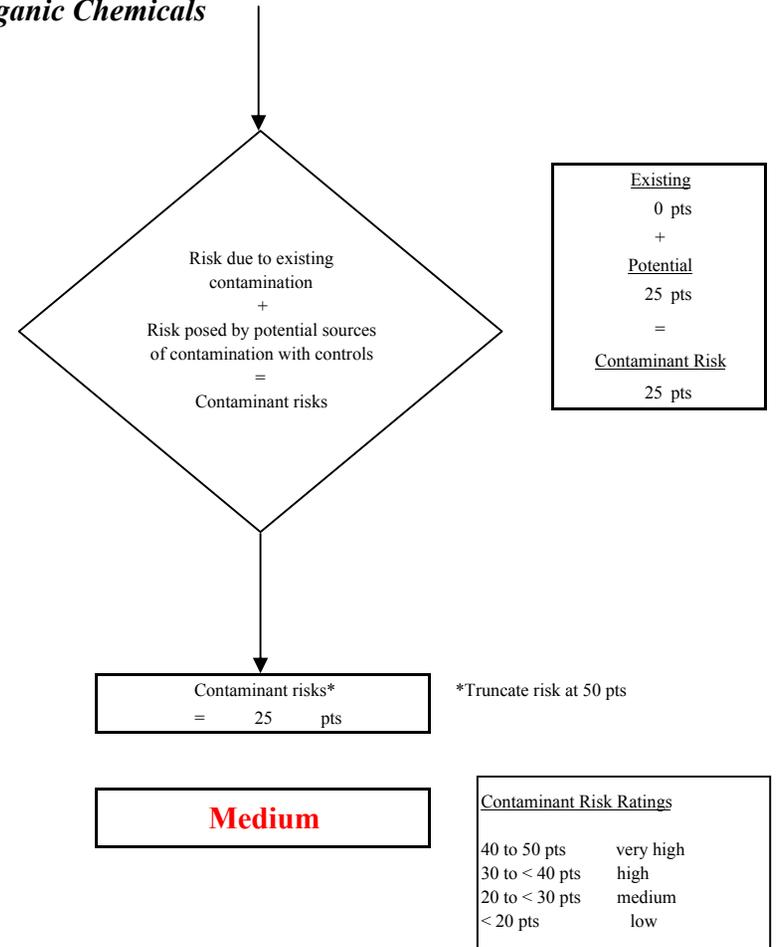 Chemicals
Risk due to existing
contamination
+
Risk posed by potential sources
of contamination with controls
=
Contaminant risks
Existing
0 pts
+
Potential
25 pts
=
Contaminant Risk
25 pts
Contaminant risks*
= 25 pts
*Truncate risk at 50 pts
Medium
Contaminant Risk Ratings
40 to 50 pts very high
30 to < 40 pts high
20 to < 30 pts medium
< 20 pts low